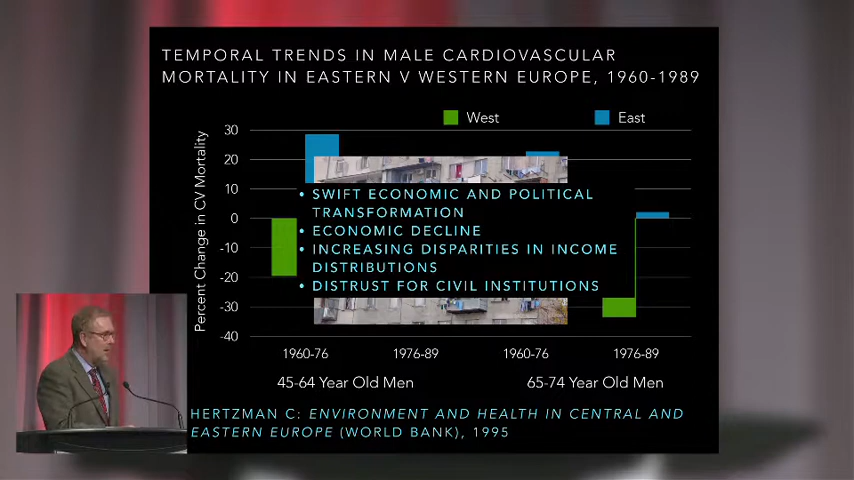 TEMPORAL TRENDS IN MALE CARDIOVASCULAR
MORTALITY IN EASTERN V WESTERN EUROPE, 1960-1989
West
East
Percent Change in CV Mortality
30
20
10
0
-10
-20
-30
-40
• SWIFT ECONOMIC AND POLITICAL
TRANSFORMATION
• ECONOMIC DECLINE
• INCREASING DISPARITIES IN INCOME
DISTRIBUTIONS
• DISTRUST FOR CIVIL INSTITUTIONS
1960-76
1976-89
1960-76
1976-89
45-64 Year Old Men
65-74 Year Old Men
HERTZMAN C: ENVIRONMENT AND HEALTH IN CENTRAL AND
EASTERN EUROPE (WORLD BANK), 1995